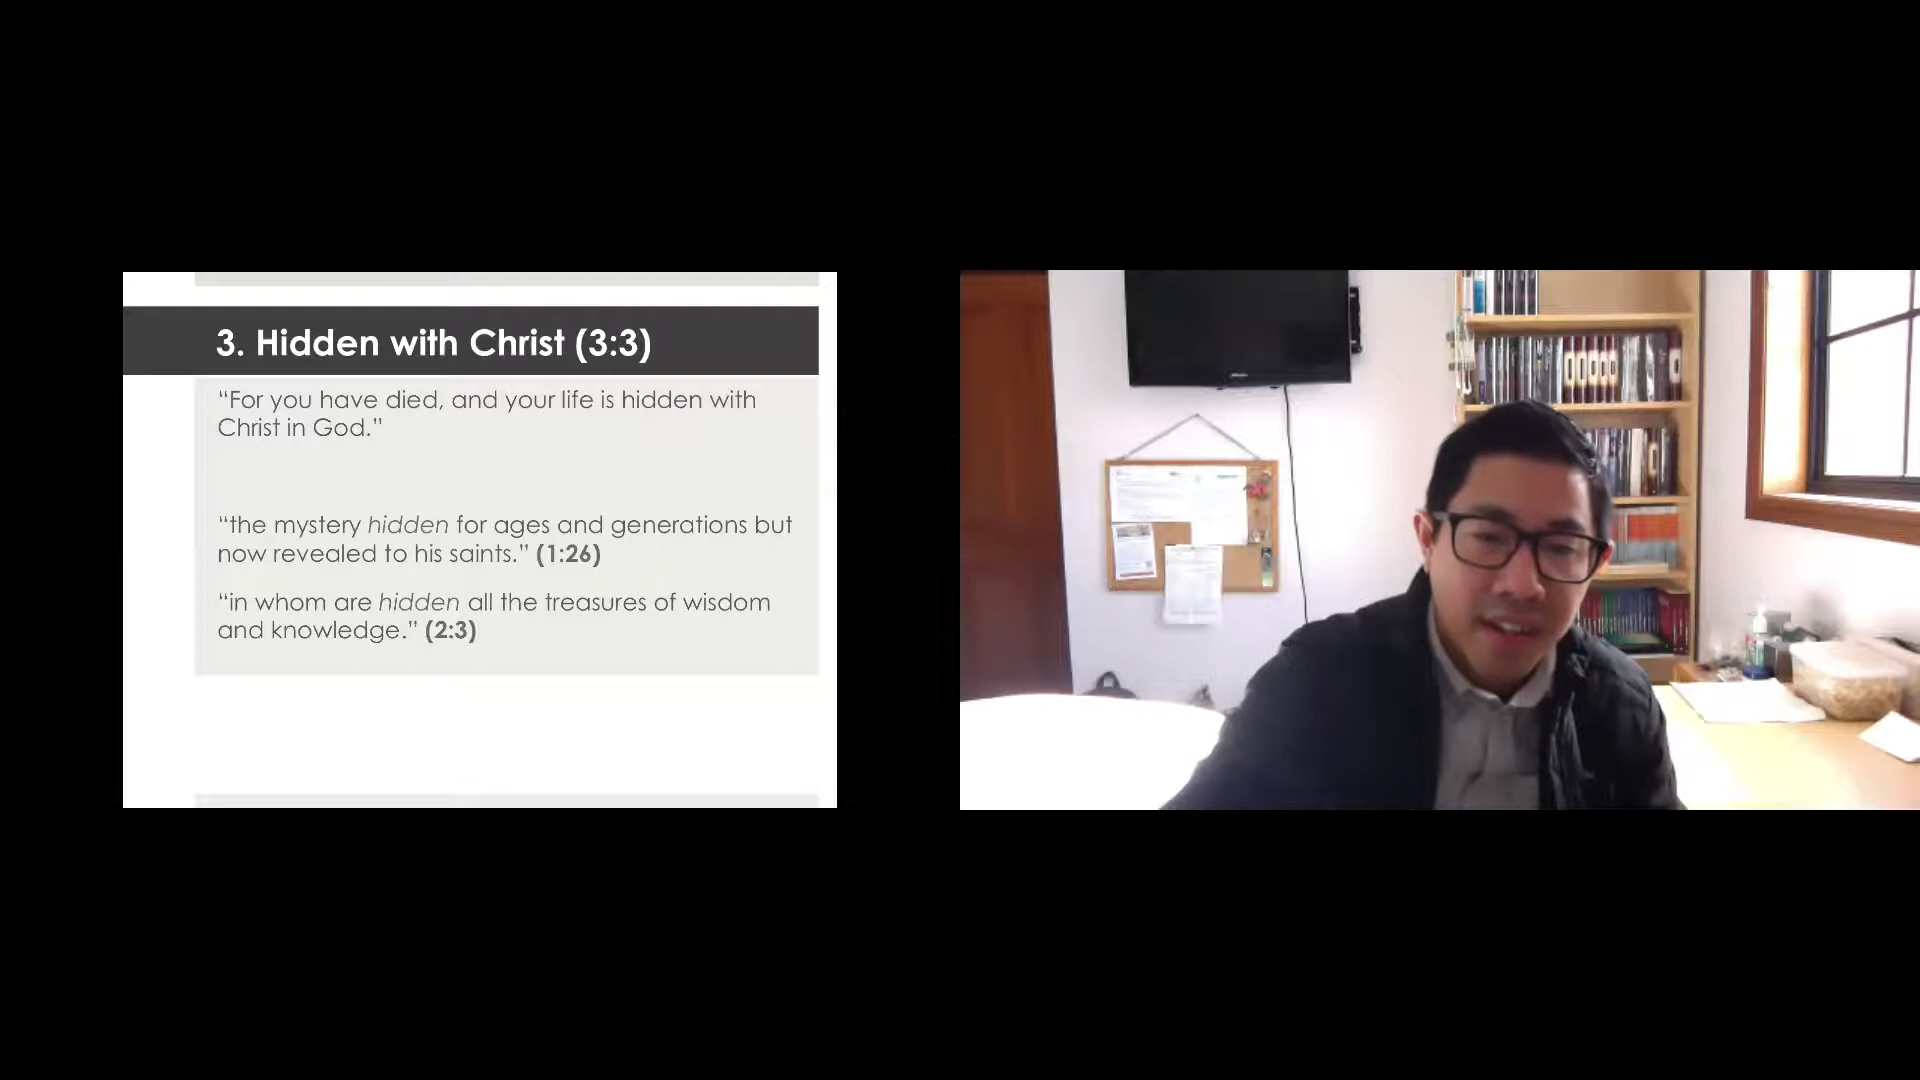 3. Hidden with Christ (3:3)
“For you have died, and your life is hidden with
Christ in God.”
“the mystery hidden for ages and generations but
now revealed to his saints.” (1:26)
“in whom are hidden all the treasures of wisdom
and knowledge.” (2:3)